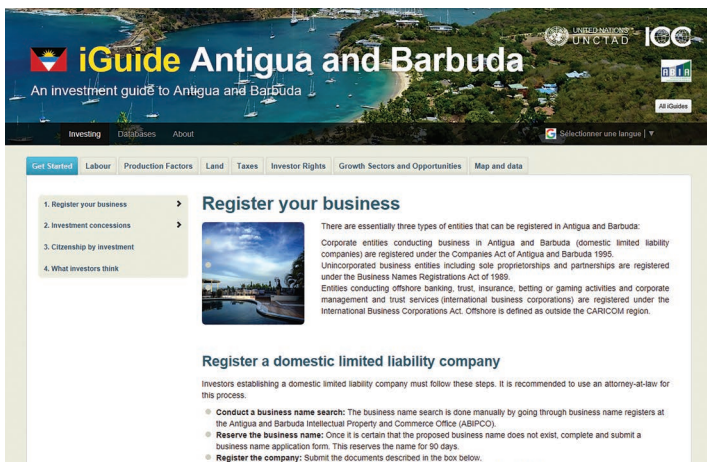 UNITED NATIONS
UNCTAD
ICC
iGuide Antigua and Barbuda
An investment guide to Antigua and Barbuda
ABIA
All iGuides
Investing Databases About
G Sélectionner une langue ▼
Get Started Labour Production Factors Land Taxes Investor Rights Growth Sectors and Opportunities Map and data
1. Register your business
2. Investment concessions
3. Citzenship by investment
4. What investors think
Register your business
There are essentially three types of entities that can be registered in Antigua and Barbuda:
Corporate entities conducting business in Antigua and Barbuda (domestic limited liability
companies) are registered under the Companies Act of Antigua and Barbuda 1995.
Unincorporated business entities including sole proprietorships and partnerships are registered
under the Business Names Registrations Act of 1989.
Entities conducting offshore banking, trust, insurance, betting or gaming activities and corporate
management and trust services (international business corporations) are registered under the
International Business Corporations Act. Offshore is defined as outside the CARICOM region.
Register a domestic limited liability company
Investors establishing a domestic limited liability company must follow these steps. It is recommended to use an attorney-at-law for
this process.
Conduct a business name search: The business name search is done manually by going through business name registers at
the Antigua and Barbuda Intellectual Property and Commerce Office (ABIPCO).
Reserve the business name: Once it is certain that the proposed business name does not exist, complete and submit a
business name application form. This reserves the name for 90 days.
Register the company: Submit the documents described in the box below.